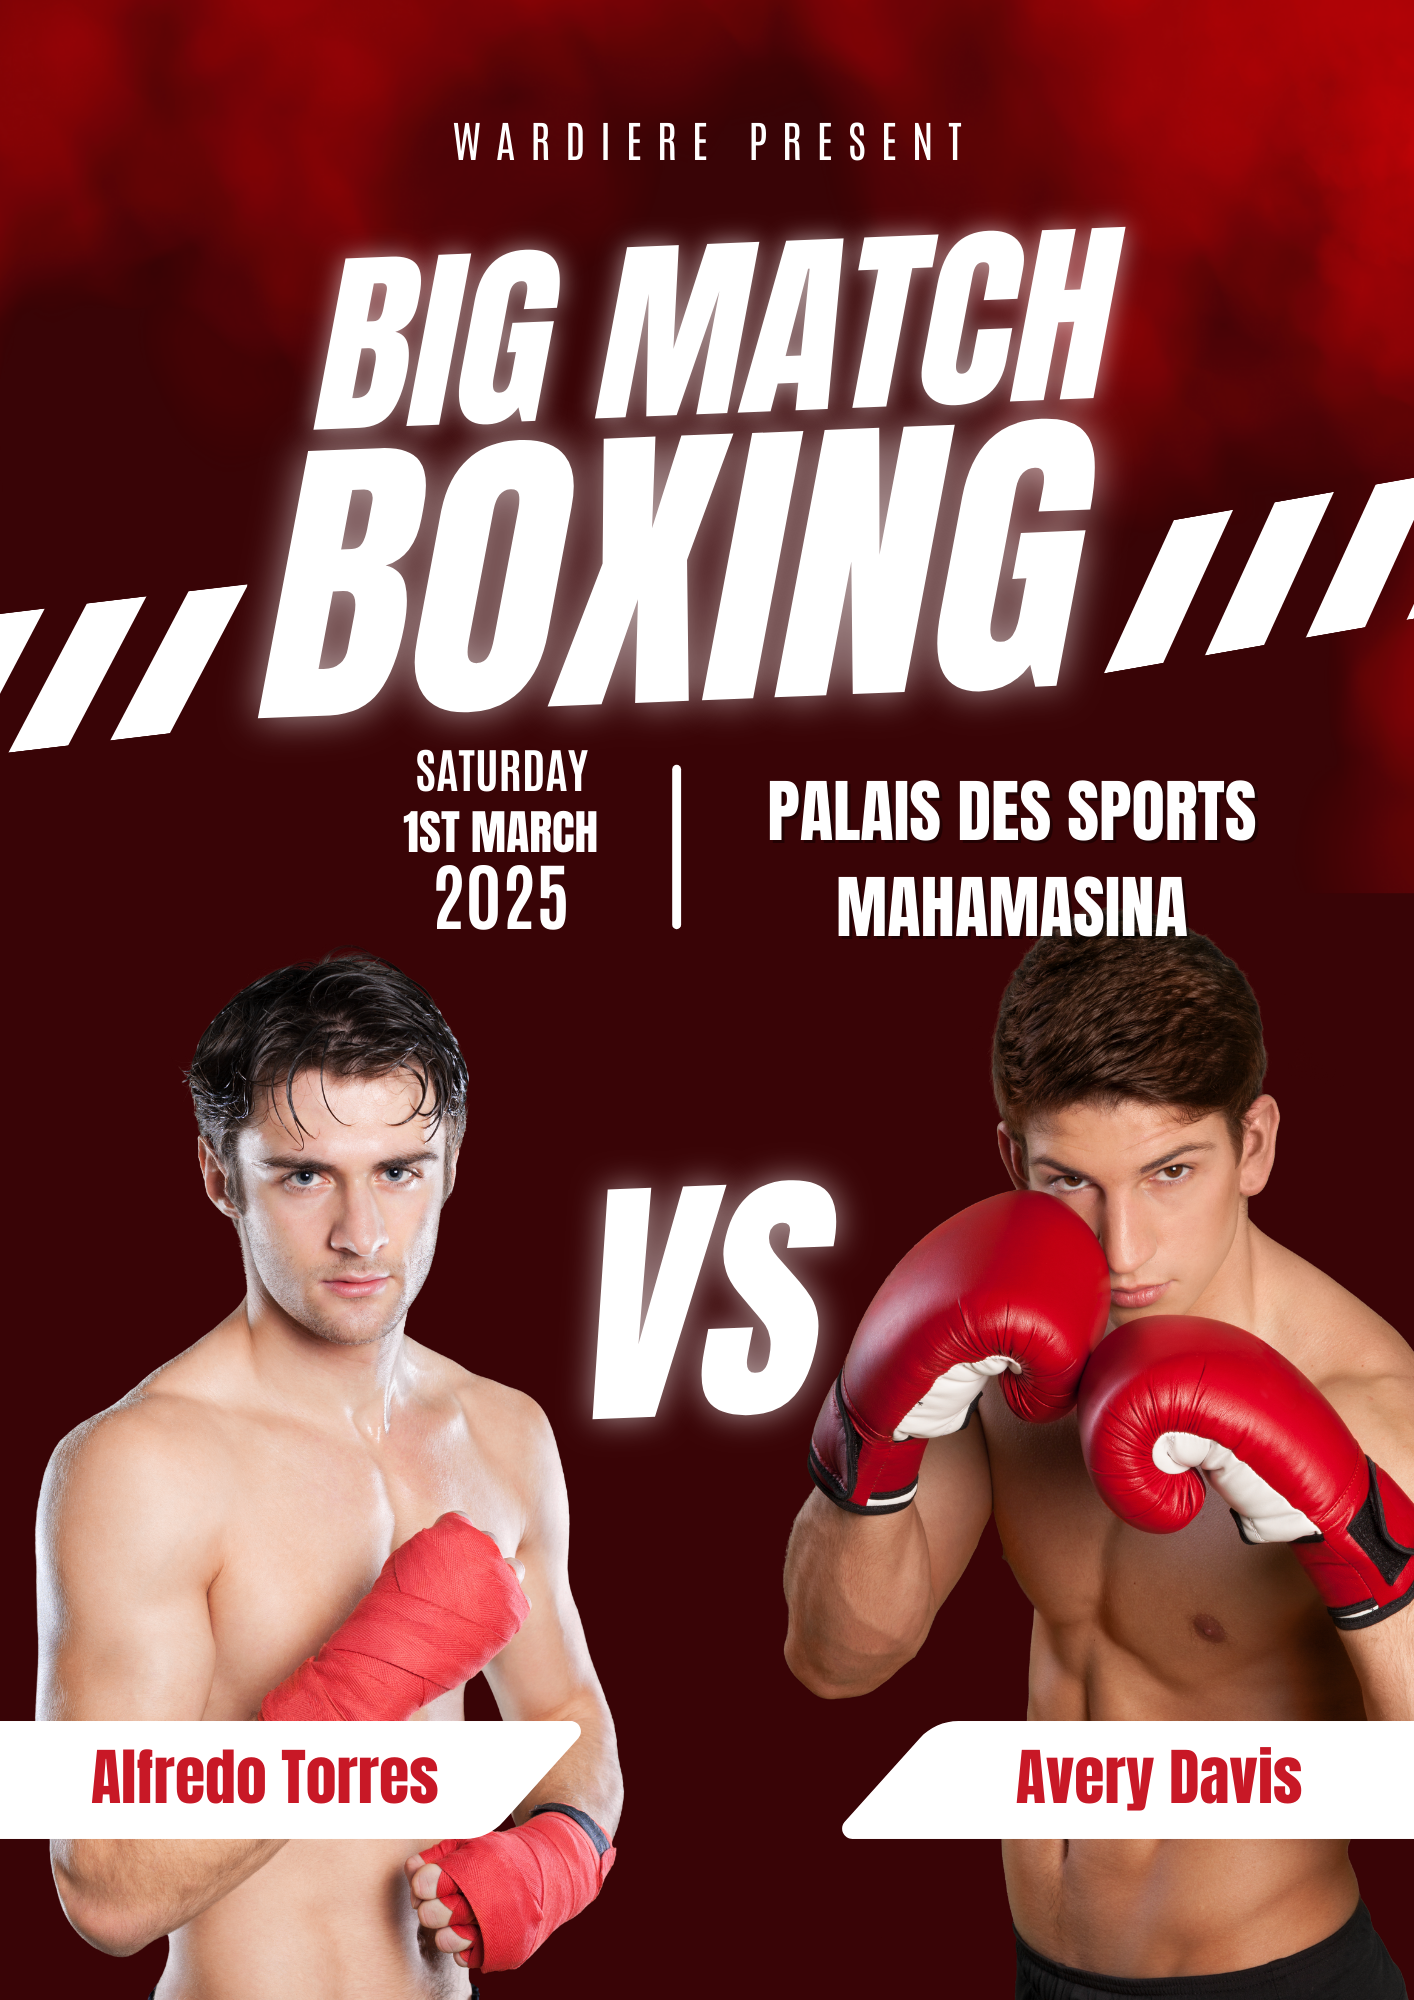 WARDIERE PRESENT
BIG MATCH
BOXING
SATURDAY
1ST MARCH
2025
PALAIS DES SPORTS
MAHAMASINA
VS
Alfredo Torres
Avery Davis